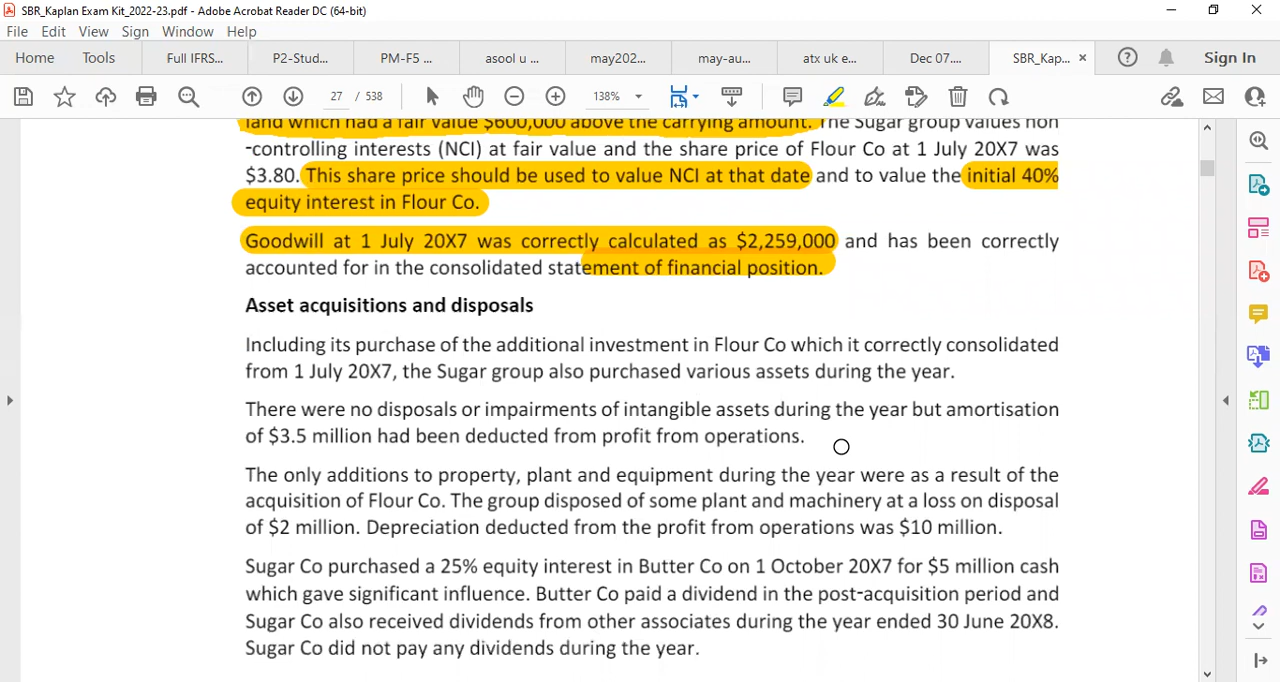 SBR_Kaplan Exam Kit_2022-23.pdf - Adobe Acrobat Reader DC (64-bit)
File Edit View Sign Window Help
Home Tools Full IFRS... P2-Stud... PM-F5 ... asool u ... may202... may-au... atx uk e... Dec 07.... SBR_Kap... × Sign In
27 / 538 138%
land which had a fair value $600,000 above the carrying amount. The Sugar group values non
-controlling interests (NCI) at fair value and the share price of Flour Co at 1 July 20X7 was
$3.80. This share price should be used to value NCI at that date and to value the initial 40%
equity interest in Flour Co.
Goodwill at 1 July 20X7 was correctly calculated as $2,259,000 and has been correctly
accounted for in the consolidated statement of financial position.
Asset acquisitions and disposals
Including its purchase of the additional investment in Flour Co which it correctly consolidated
from 1 July 20X7, the Sugar group also purchased various assets during the year.
There were no disposals or impairments of intangible assets during the year but amortisation
of $3.5 million had been deducted from profit from operations.
The only additions to property, plant and equipment during the year were as a result of the
acquisition of Flour Co. The group disposed of some plant and machinery at a loss on disposal
of $2 million. Depreciation deducted from the profit from operations was $10 million.
Sugar Co purchased a 25% equity interest in Butter Co on 1 October 20X7 for $5 million cash
which gave significant influence. Butter Co paid a dividend in the post-acquisition period and
Sugar Co also received dividends from other associates during the year ended 30 June 20X8.
Sugar Co did not pay any dividends during the year.